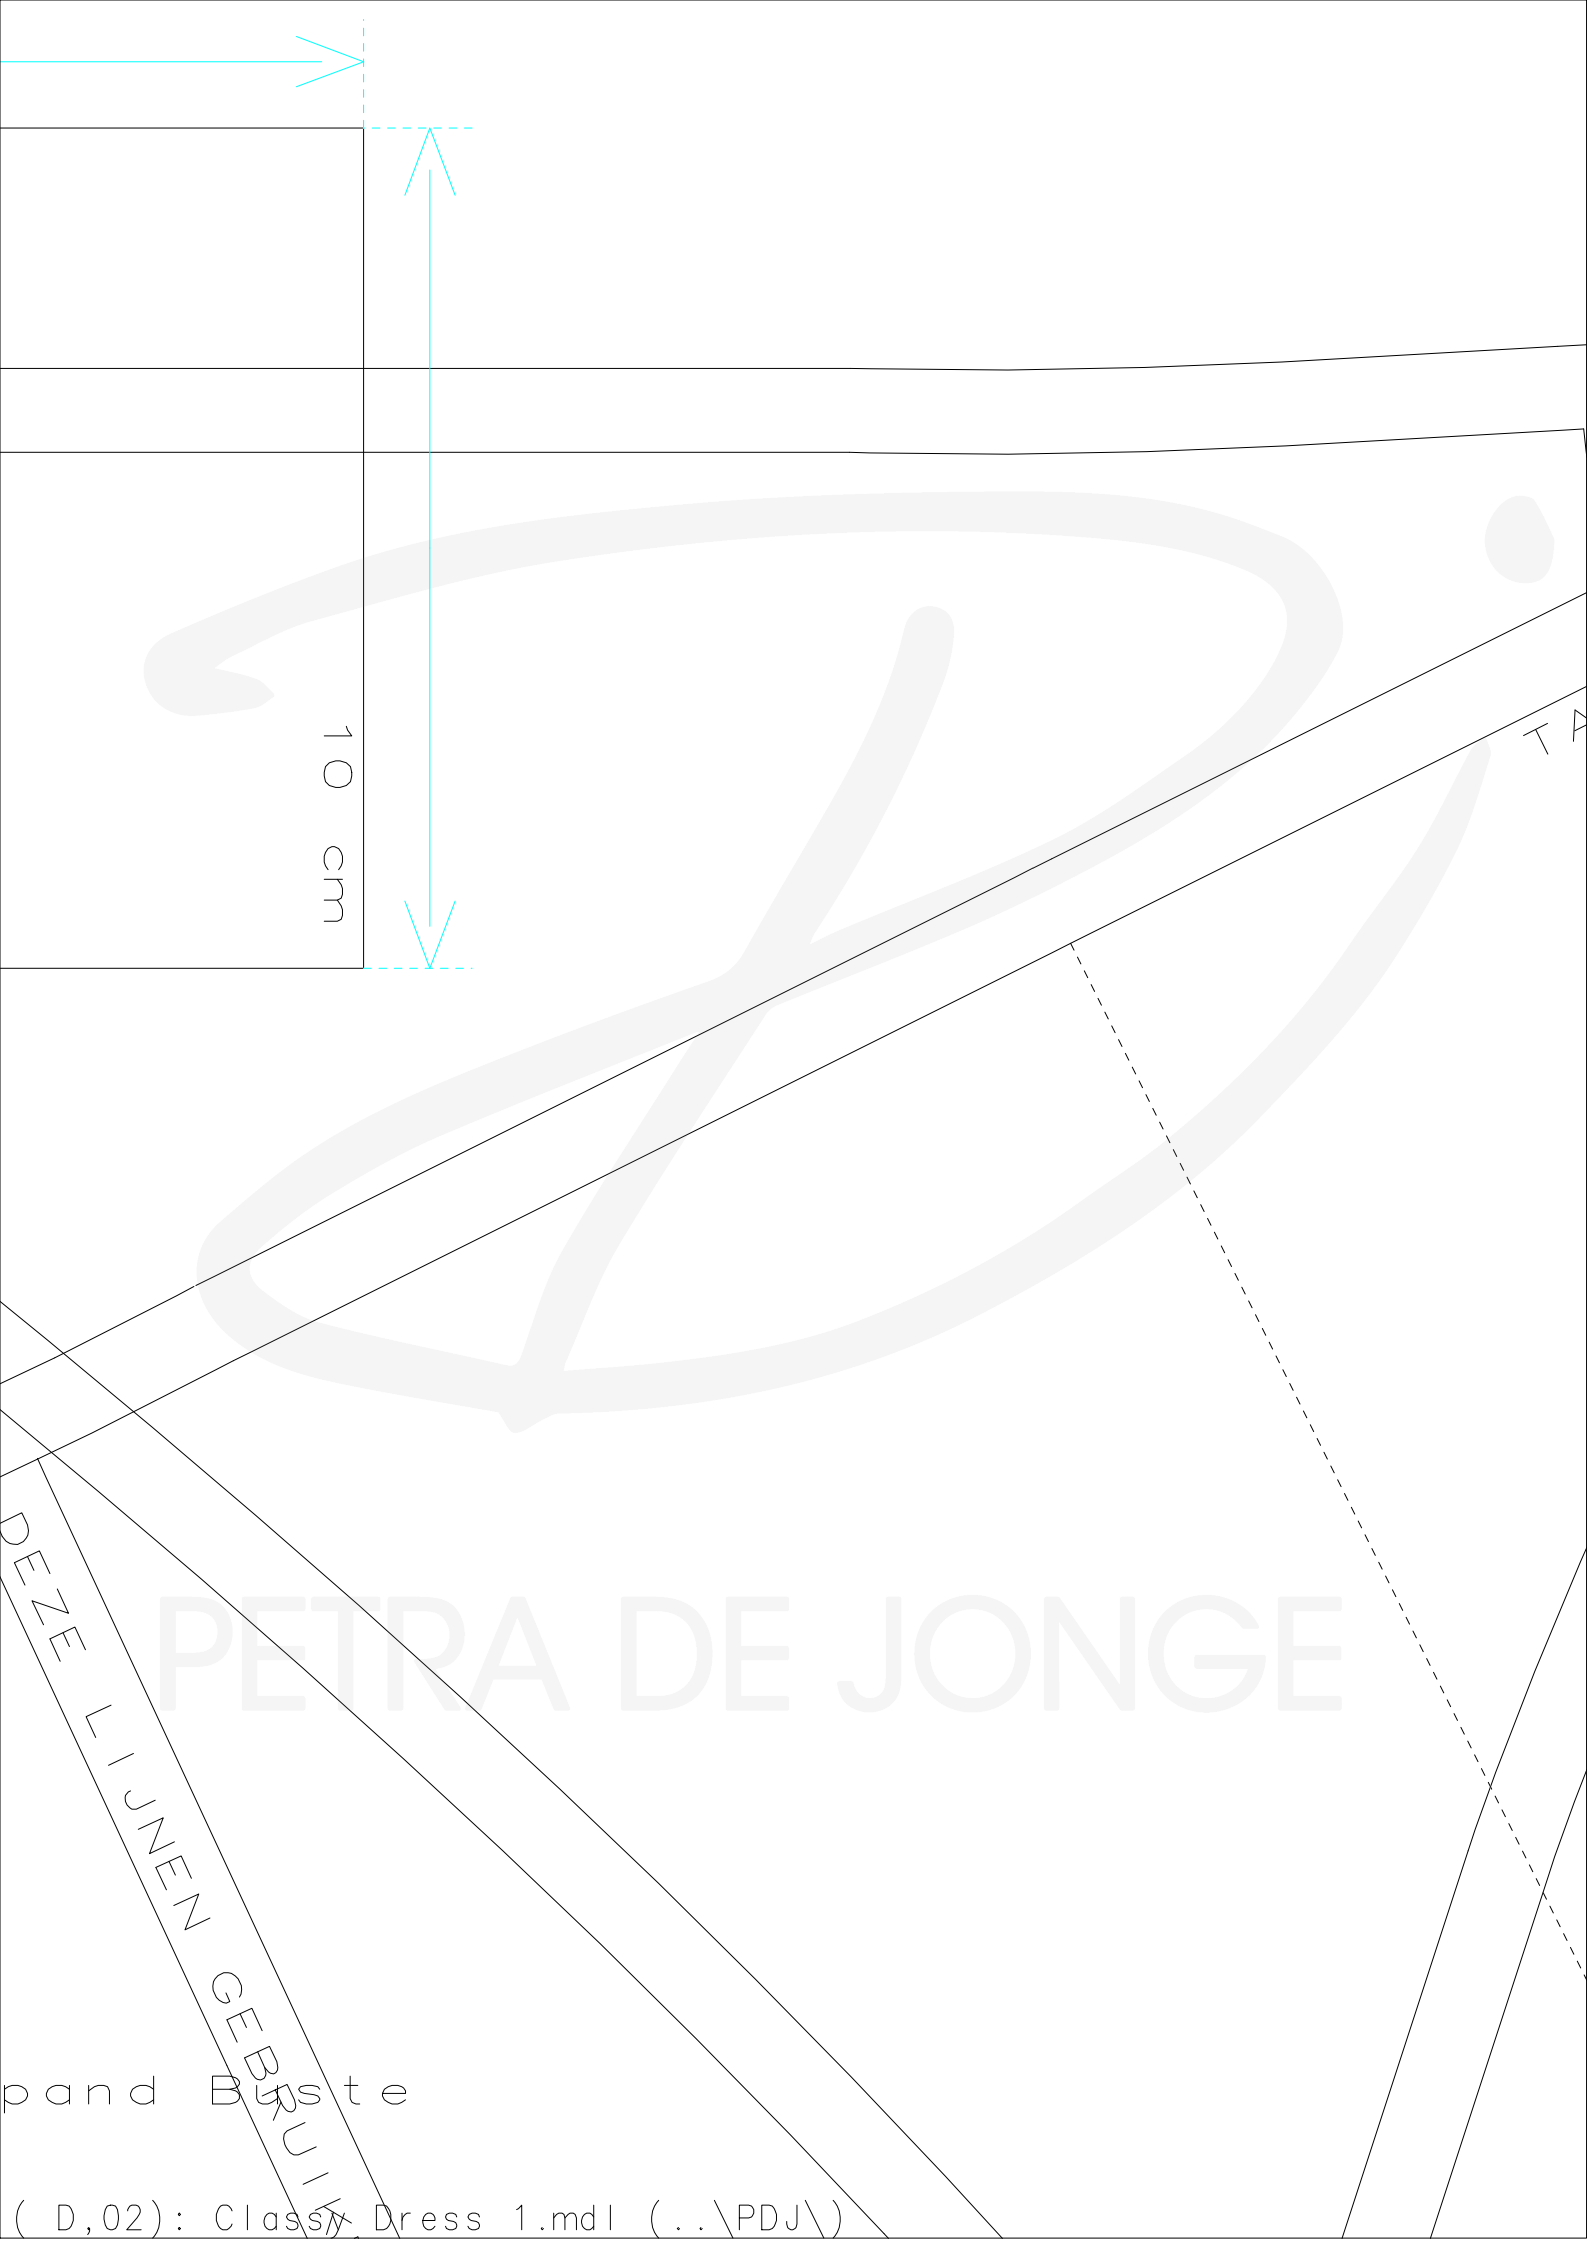 10 cm
TA
PETRA DE JONGE
DEZE LIJNEN GEBRUIK
pand Buste
( D,02): Classy Dress 1.mdl (..\PDJ\)